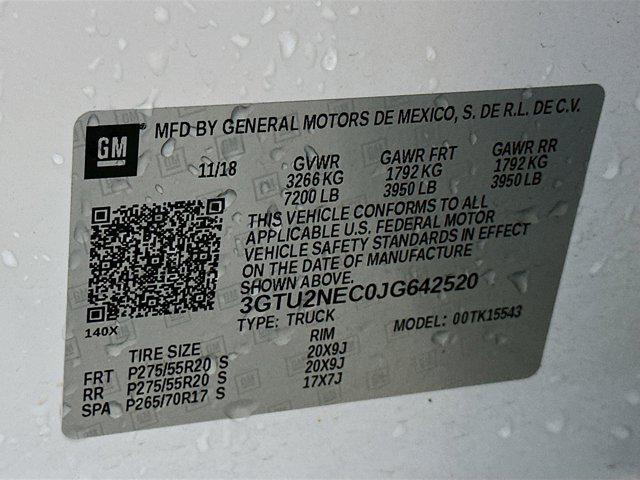 GM
MFD BY GENERAL MOTORS DE MEXICO, S. DE R.L. DE C.V.
11/18 GVWR GAWR FRT GAWR RR
3266 KG 1792 KG 1792 KG
7200 LB 3950 LB 3950 LB
THIS VEHICLE CONFORMS TO ALL
APPLICABLE U.S. FEDERAL MOTOR
VEHICLE SAFETY STANDARDS IN EFFECT
ON THE DATE OF MANUFACTURE
SHOWN ABOVE.
3GTU2NEC0JG642520
140X
TYPE: TRUCK MODEL: 00TK15543
TIRE SIZE RIM
FRT P275/55R20 S 20X9J
RR P275/55R20 S 20X9J
SPA P265/70R17 S 17X7J